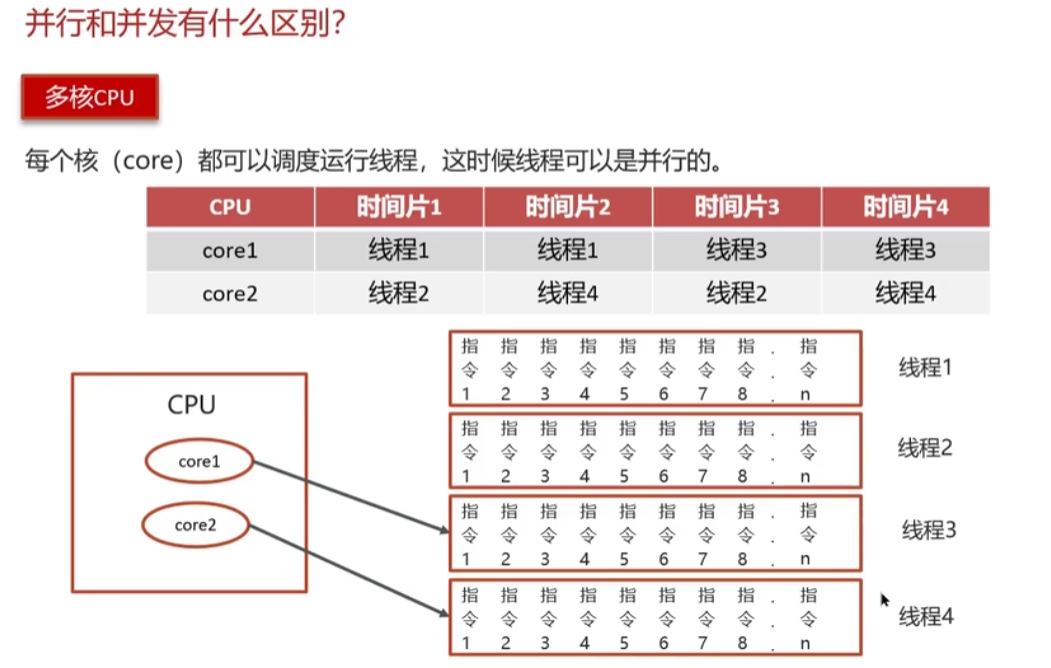 并行和并发有什么区别？
多核CPU
每个核（core）都可以调度运行线程，这时候线程可以是并行的。
CPU 时间片1 时间片2 时间片3 时间片4
core1 线程1 线程1 线程3 线程3
core2 线程2 线程4 线程2 线程4
CPU
core1
core2
指 指 指 指 指 指 指 指 . 指
令 令 令 令 令 令 令 令 . 令
1 2 3 4 5 6 7 8 . n
线程1
指 指 指 指 指 指 指 指 . 指
令 令 令 令 令 令 令 令 . 令
1 2 3 4 5 6 7 8 . n
线程2
指 指 指 指 指 指 指 指 . 指
令 令 令 令 令 令 令 令 . 令
1 2 3 4 5 6 7 8 . n
线程3
指 指 指 指 指 指 指 指 . 指
令 令 令 令 令 令 令 令 . 令
1 2 3 4 5 6 7 8 . n
线程4